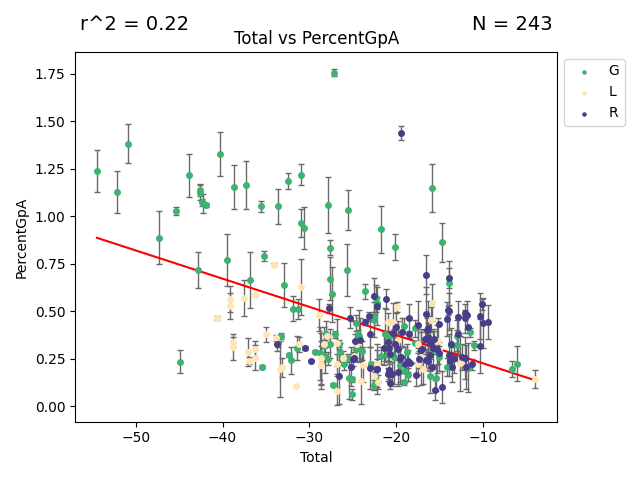 r^2 = 0.22
N = 243
Total vs PercentGpA
1.75
1.50
1.25
1.00
0.75
0.50
0.25
0.00
PercentGpA
−50
−40
−30
−20
−10
Total
G
L
R